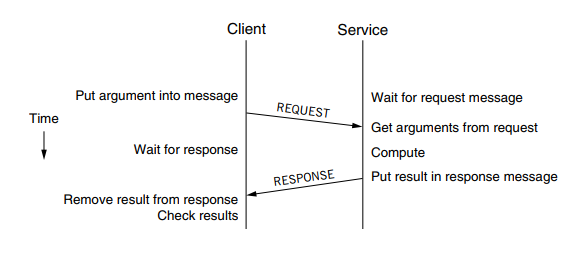 Client
Service
Put argument into message
Wait for request message
REQUEST
Time
Get arguments from request
Wait for response
Compute
RESPONSE
Put result in response message
Remove result from response
Check results